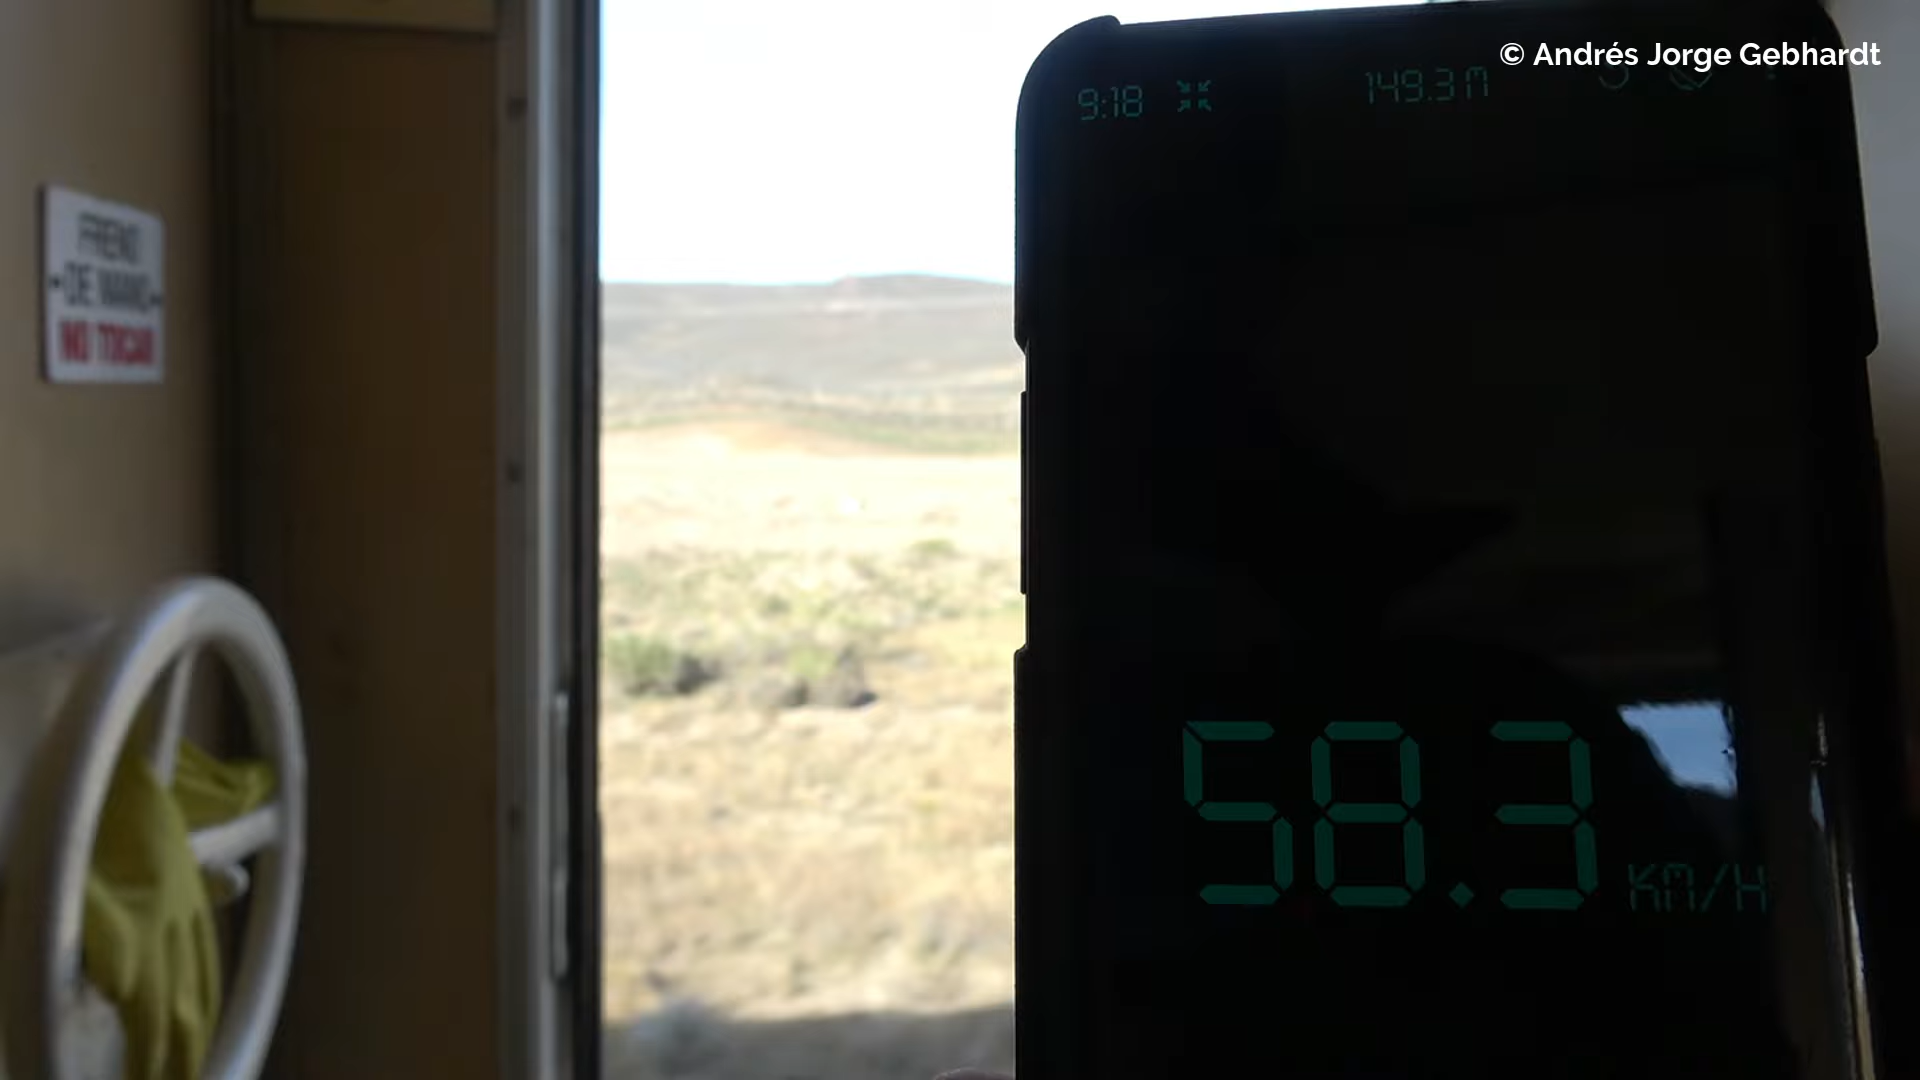 © Andrés Jorge Gebhardt
9:18 149.3 M
FRENO
-DE MANO-
NO TOCAR
58.3 KM/H